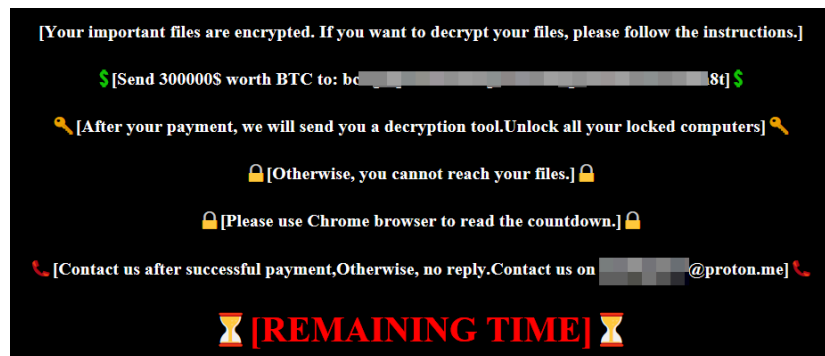 [Your important files are encrypted. If you want to decrypt your files, please follow the instructions.]
$[Send 300000$ worth BTC to: bc 8t]$
[After your payment, we will send you a decryption tool.Unlock all your locked computers]
[Otherwise, you cannot reach your files.]
[Please use Chrome browser to read the countdown.]
[Contact us after successful payment,Otherwise, no reply.Contact us on @proton.me]
[REMAINING TIME]